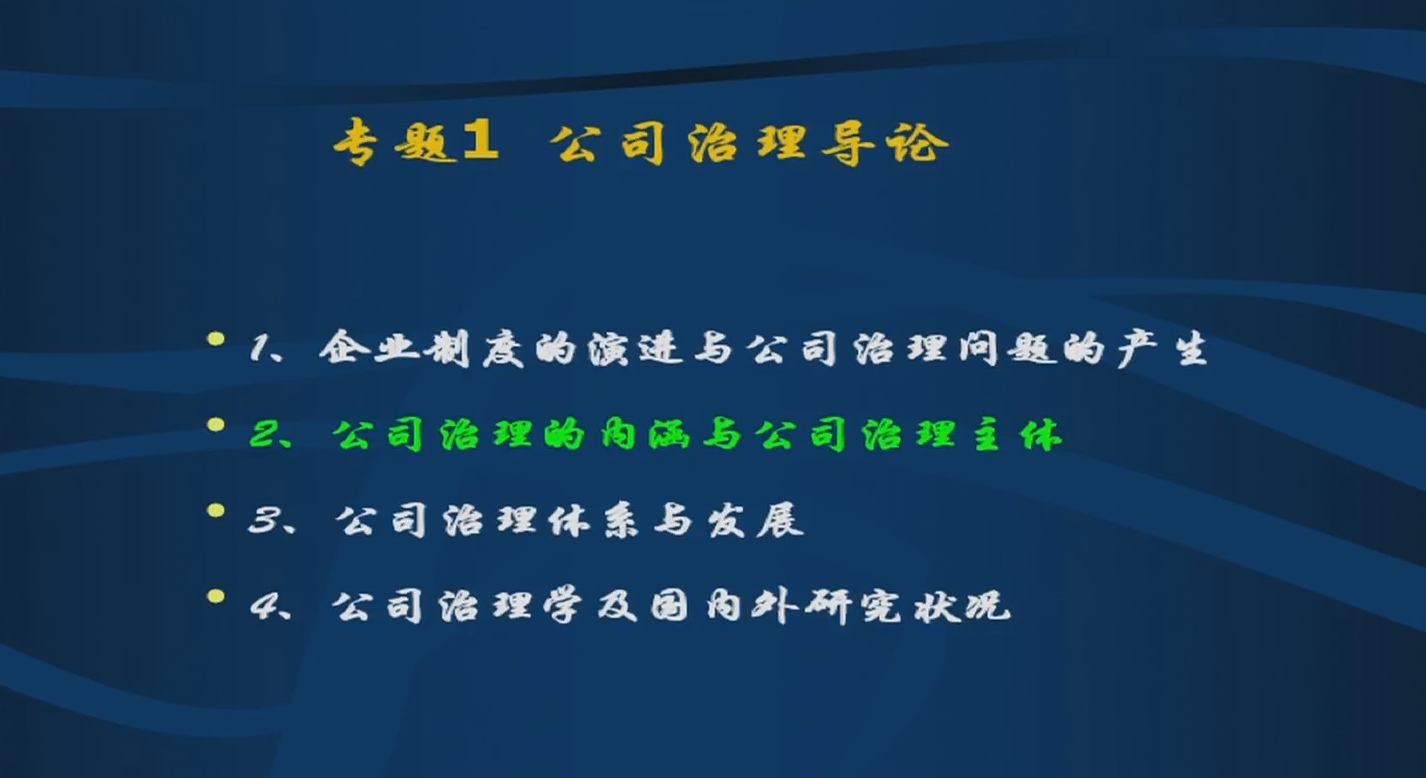 专题1 公司治理导论
• 1、企业制度的演进与公司治理问题的产生
• 2、公司治理的内涵与公司治理主体
• 3、公司治理体系与发展
• 4、公司治理学及国内外研究状况